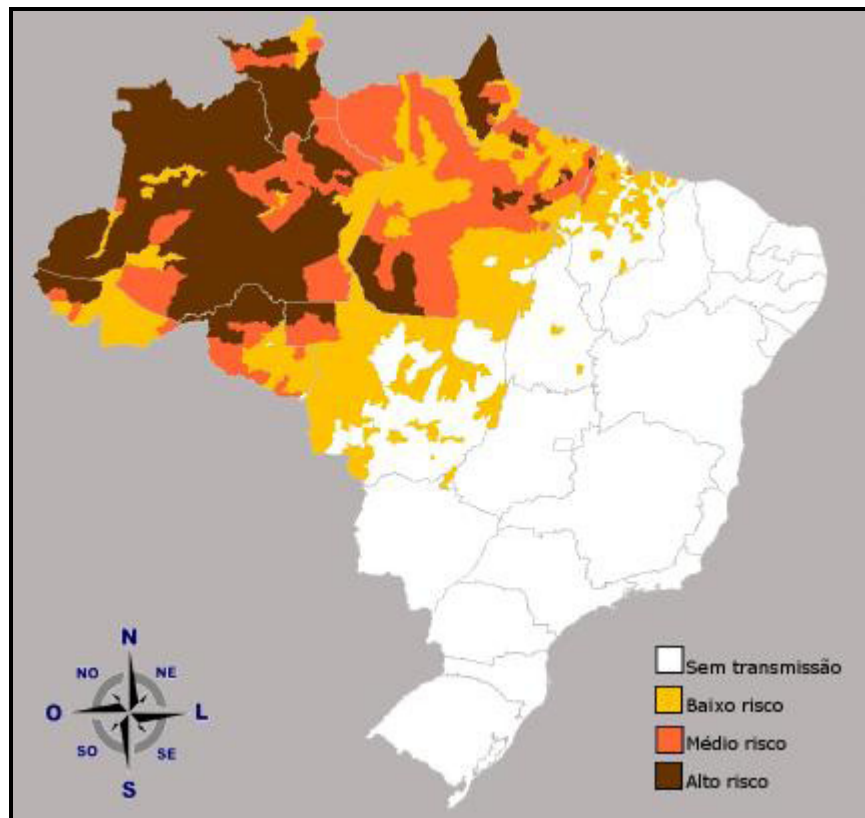 N
NO NE
O L
SO SE
S
Sem transmissão
Baixo risco
Médio risco
Alto risco